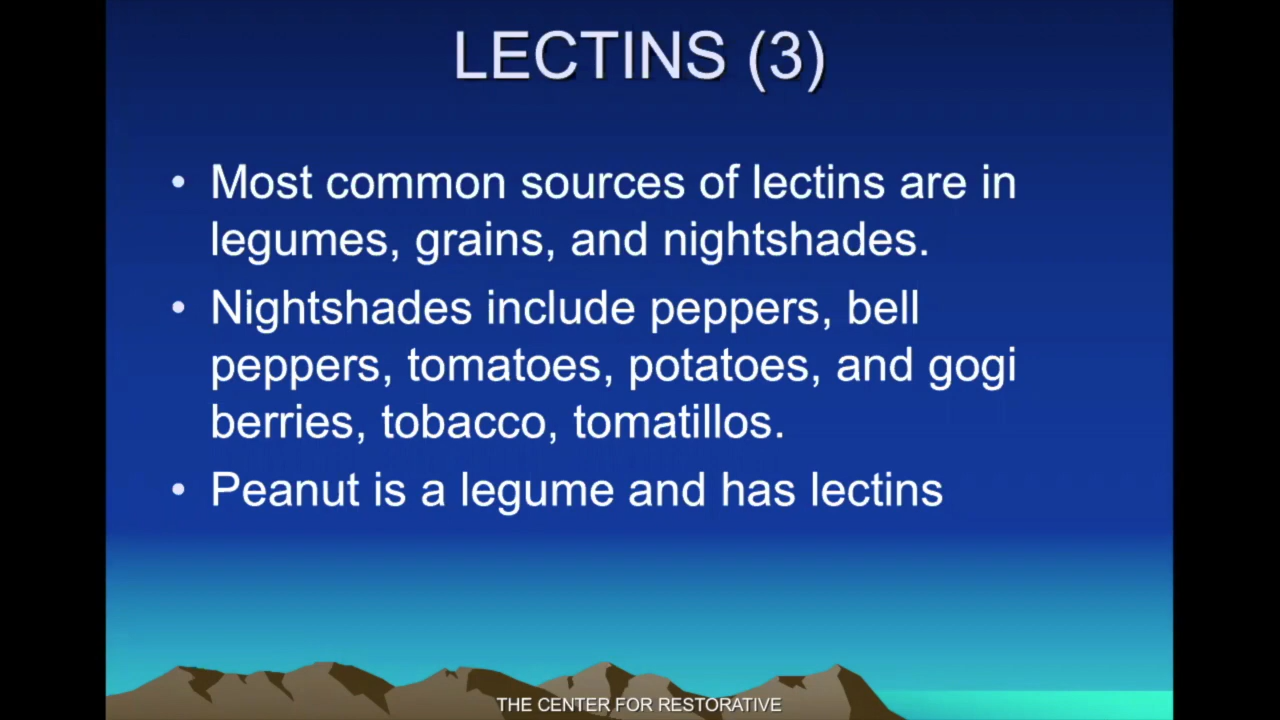 LECTINS (3)
• Most common sources of lectins are in
legumes, grains, and nightshades.
• Nightshades include peppers, bell
peppers, tomatoes, potatoes, and gogi
berries, tobacco, tomatillos.
• Peanut is a legume and has lectins
THE CENTER FOR RESTORATIVE